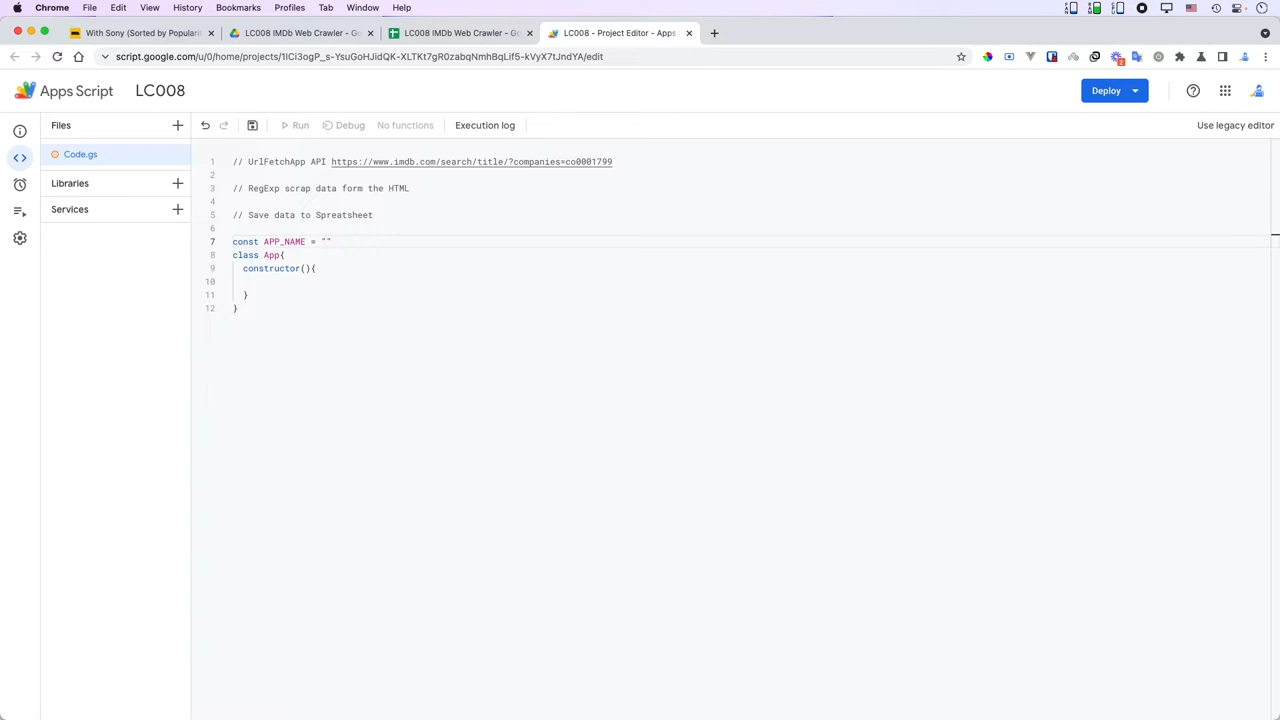 Chrome File Edit View History Bookmarks Profiles Tab Window Help
With Sony (Sorted by Populari
LC008 IMDb Web Crawler - Go
LC008 IMDb Web Crawler - Go
LC008 - Project Editor - Apps
script.google.com/u/0/home/projects/1lCi3ogP_s-YsuGoHJidQK-XLTKt7gR0zabqNmhBqLif5-kVyX7tJndYA/edit
Apps Script LC008
Deploy
Files
Run Debug No functions Execution log Use legacy editor
Code.gs
Libraries
Services
1 // UrlFetchApp API https://www.imdb.com/search/title/?companies=co0001799
2
3 // RegExp scrap data form the HTML
4
5 // Save data to Spreatsheet
6
7 const APP_NAME = ""
8 class App{
9 constructor(){
10
11 }
12 }